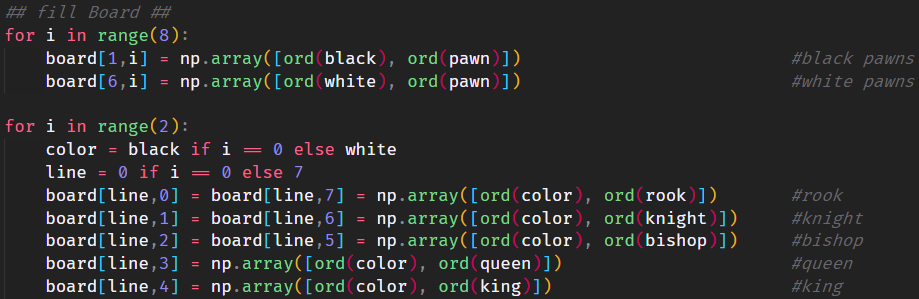 ## fill Board ##
for i in range(8):
    board[1,i] = np.array([ord(black), ord(pawn)])                          #black pawns
    board[6,i] = np.array([ord(white), ord(pawn)])                          #white pawns

for i in range(2):
    color = black if i == 0 else white
    line = 0 if i == 0 else 7
    board[line,0] = board[line,7] = np.array([ord(color), ord(rook)])       #rook
    board[line,1] = board[line,6] = np.array([ord(color), ord(knight)])     #knight
    board[line,2] = board[line,5] = np.array([ord(color), ord(bishop)])     #bishop
    board[line,3] = np.array([ord(color), ord(queen)])                      #queen
    board[line,4] = np.array([ord(color), ord(king)])                       #king